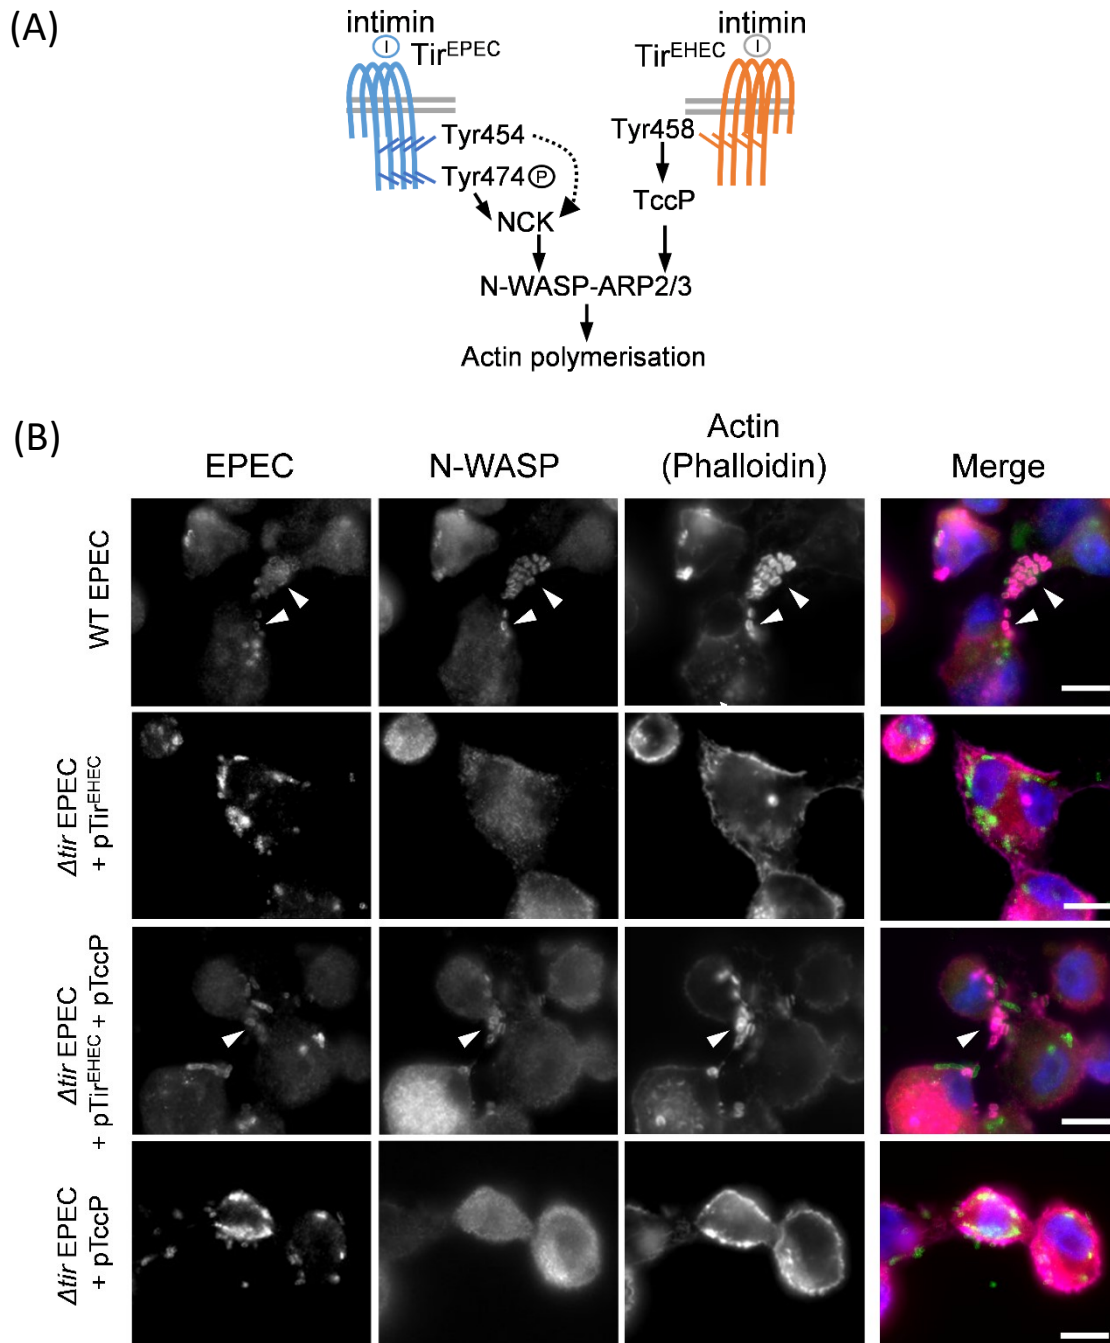 (A)
intimin
intimin
I
I
Tir^EPEC
Tir^EHEC
Tyr454
Tyr458
Tyr474 P
TccP
NCK
N-WASP-ARP2/3
Actin polymerisation
(B)
EPEC
N-WASP
Actin
(Phalloidin)
Merge
WT EPEC
Δtir EPEC
+ pTir^EHEC
Δtir EPEC
+ pTir^EHEC + pTccP
Δtir EPEC
+ pTccP